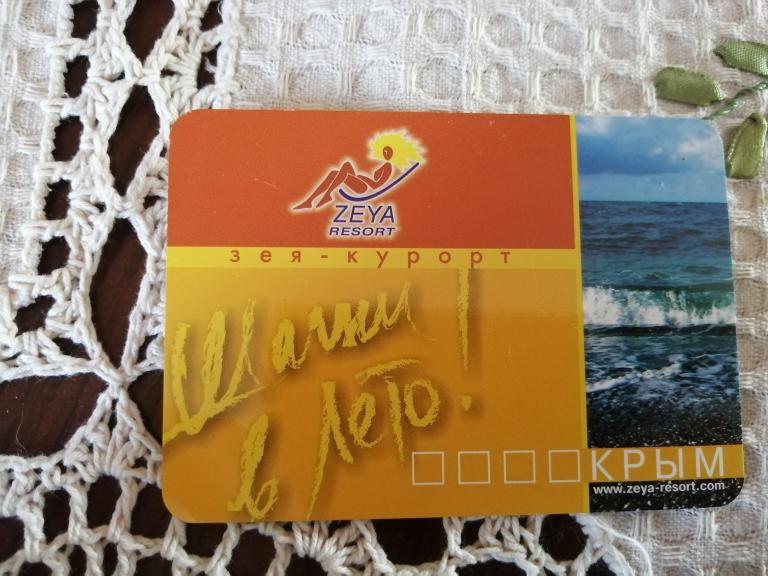 ZEYA
RESORT
зея-курорт
Шагни
в лето!
КРЫМ
www.zeya-resort.com